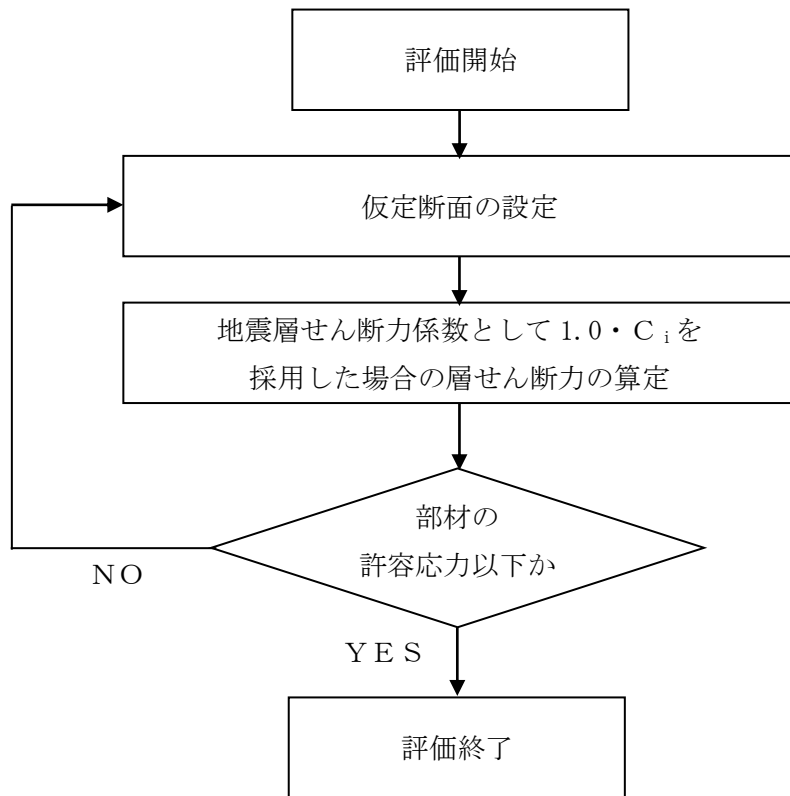 評価開始
仮定断面の設定
地震層せん断力係数として 1.0・Ｃｉを
採用した場合の層せん断力の算定
部材の
許容応力以下か
ＮＯ
ＹＥＳ
評価終了